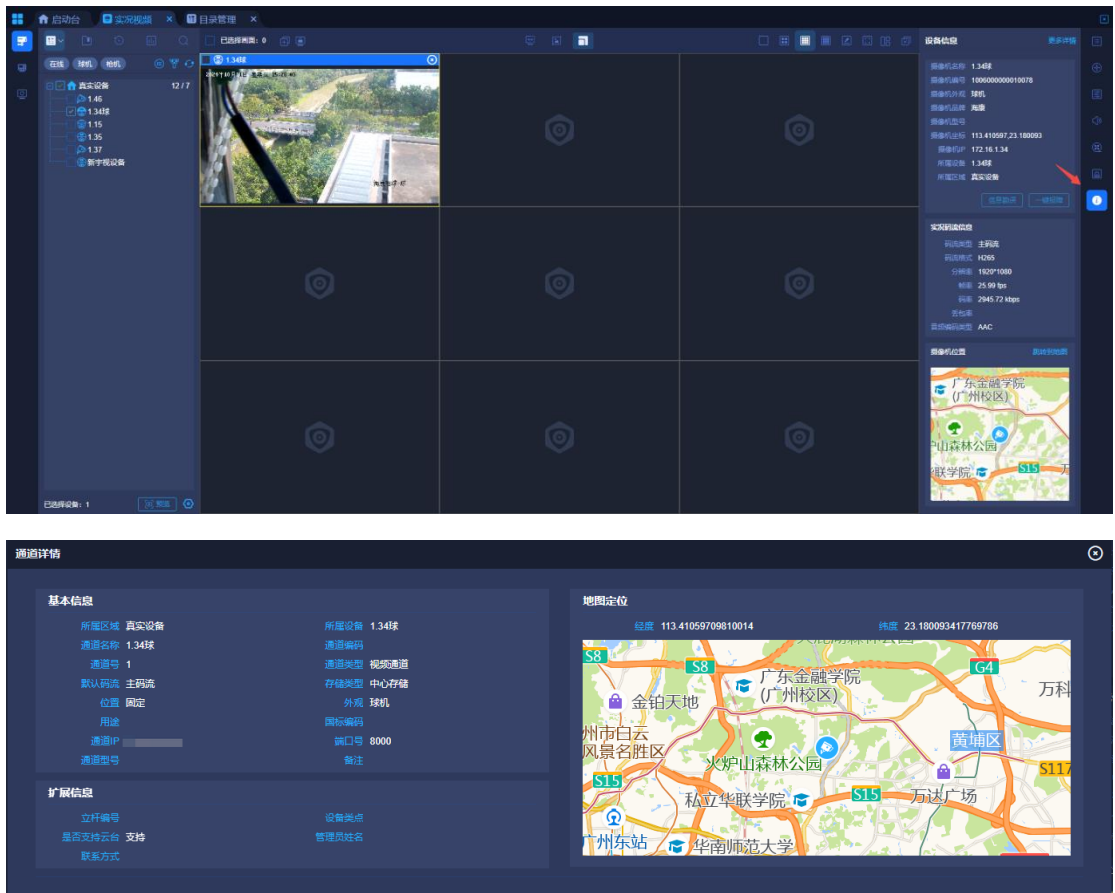 启动台
实况视频 ×
目录管理 ×
已选择画面：0
设备信息
更多详情
在线 球机 枪机
真实设备 12 / 7
1.46
1.34球
1.15
1.35
1.37
新宇视设备
1.34球
摄像机名称 1.34球
摄像机编号 1006000000010078
摄像机外观 球机
摄像机品牌 海康
摄像机型号
摄像机坐标 113.410597,23.180093
摄像机IP 172.16.1.34
所属设备 1.34球
所属区域 真实设备
一键报障
实况码流信息
码流类型 主码流
码流格式 H265
分辨率 1920*1080
帧率 25.99 fps
码率 2945.72 kbps
丢包率
音频编码类型 AAC
摄像机位置
跳转到地图
广东金融学院
(广州校区)
山森林公园
联学院
S15
已选择设备：1
通道详情
基本信息
所属区域 真实设备
所属设备 1.34球
通道名称 1.34球
通道编码
通道号 1
通道类型 视频通道
默认码流 主码流
存储类型 中心存储
位置 固定
外观 球机
用途
国标编码
通道IP
端口号 8000
通道型号
备注
扩展信息
立杆编号
设备类点
是否支持云台 支持
管理员姓名
联系方式
地图定位
经度 113.41059709810014
纬度 23.180093417769786
S8
S8
G4
广东金融学院
(广州校区)
万科
金铂天地
州市白云
风景名胜区
黄埔区
火炉山森林公园
S117
S15
私立华联学院
S15
万达广场
广州东站
华南师范大学